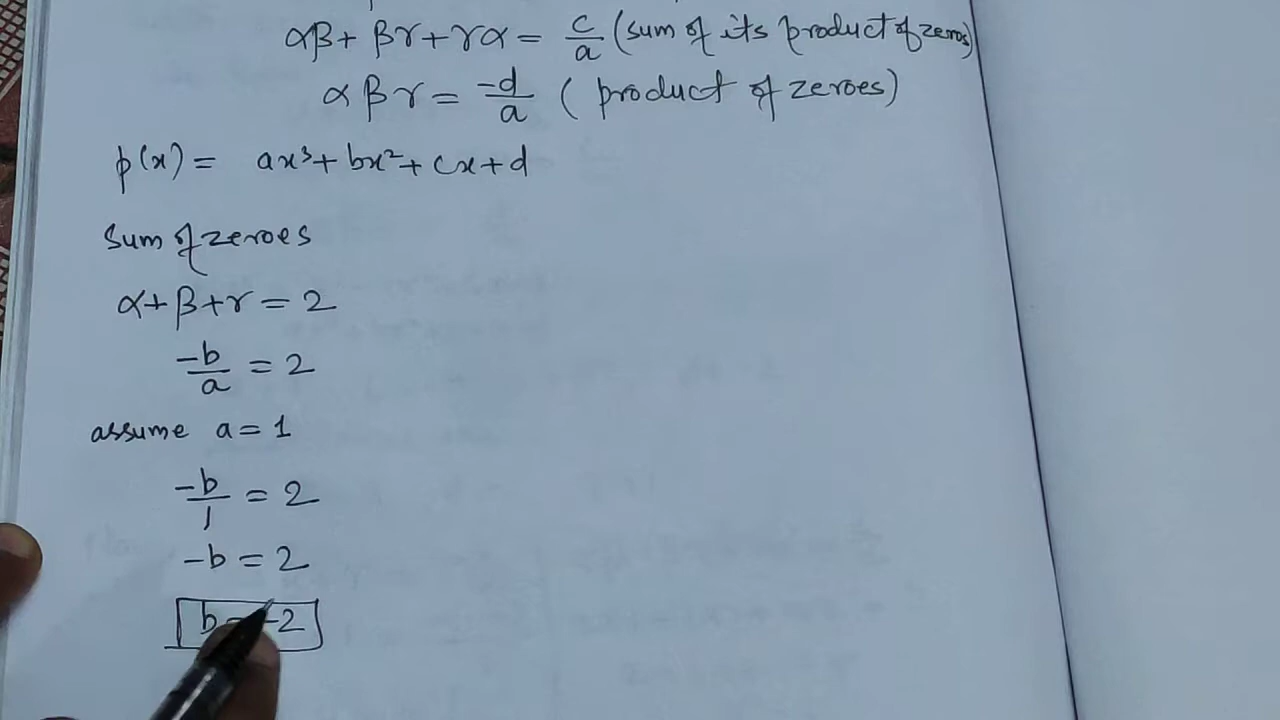 αβ + βγ + γα = c/a (sum of its product of zeros)
αβγ = -d/a (product of zeroes)
p(x) = ax³ + bx² + cx + d
Sum of zeroes
α + β + γ = 2
-b/a = 2
assume a = 1
-b/1 = 2
-b = 2
b = -2